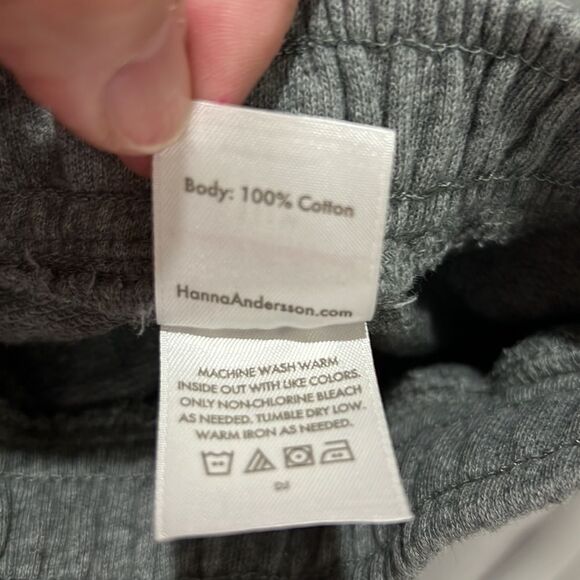 Body: 100% Cotton
HannaAndersson.com
MACHINE WASH WARM
INSIDE OUT WITH LIKE COLORS.
ONLY NON-CHLORINE BLEACH
AS NEEDED. TUMBLE DRY LOW.
WARM IRON AS NEEDED.